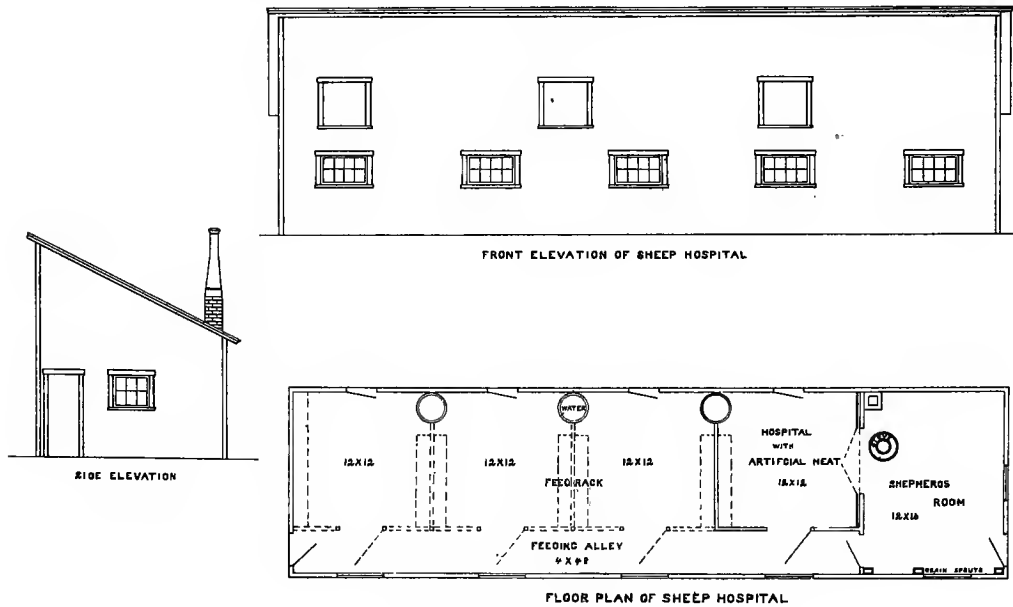 FRONT ELEVATION OF SHEEP HOSPITAL
SIDE ELEVATION
WATER
12X12
12X12
12X12
FEED RACK
HOSPITAL
WITH
ARTIFCIAL HEAT
12X12
STOVE
SHEPHERDS
ROOM
12X16
FEEDING ALLEY
4X48
GRAIN SPOUTS
FLOOR PLAN OF SHEEP HOSPITAL